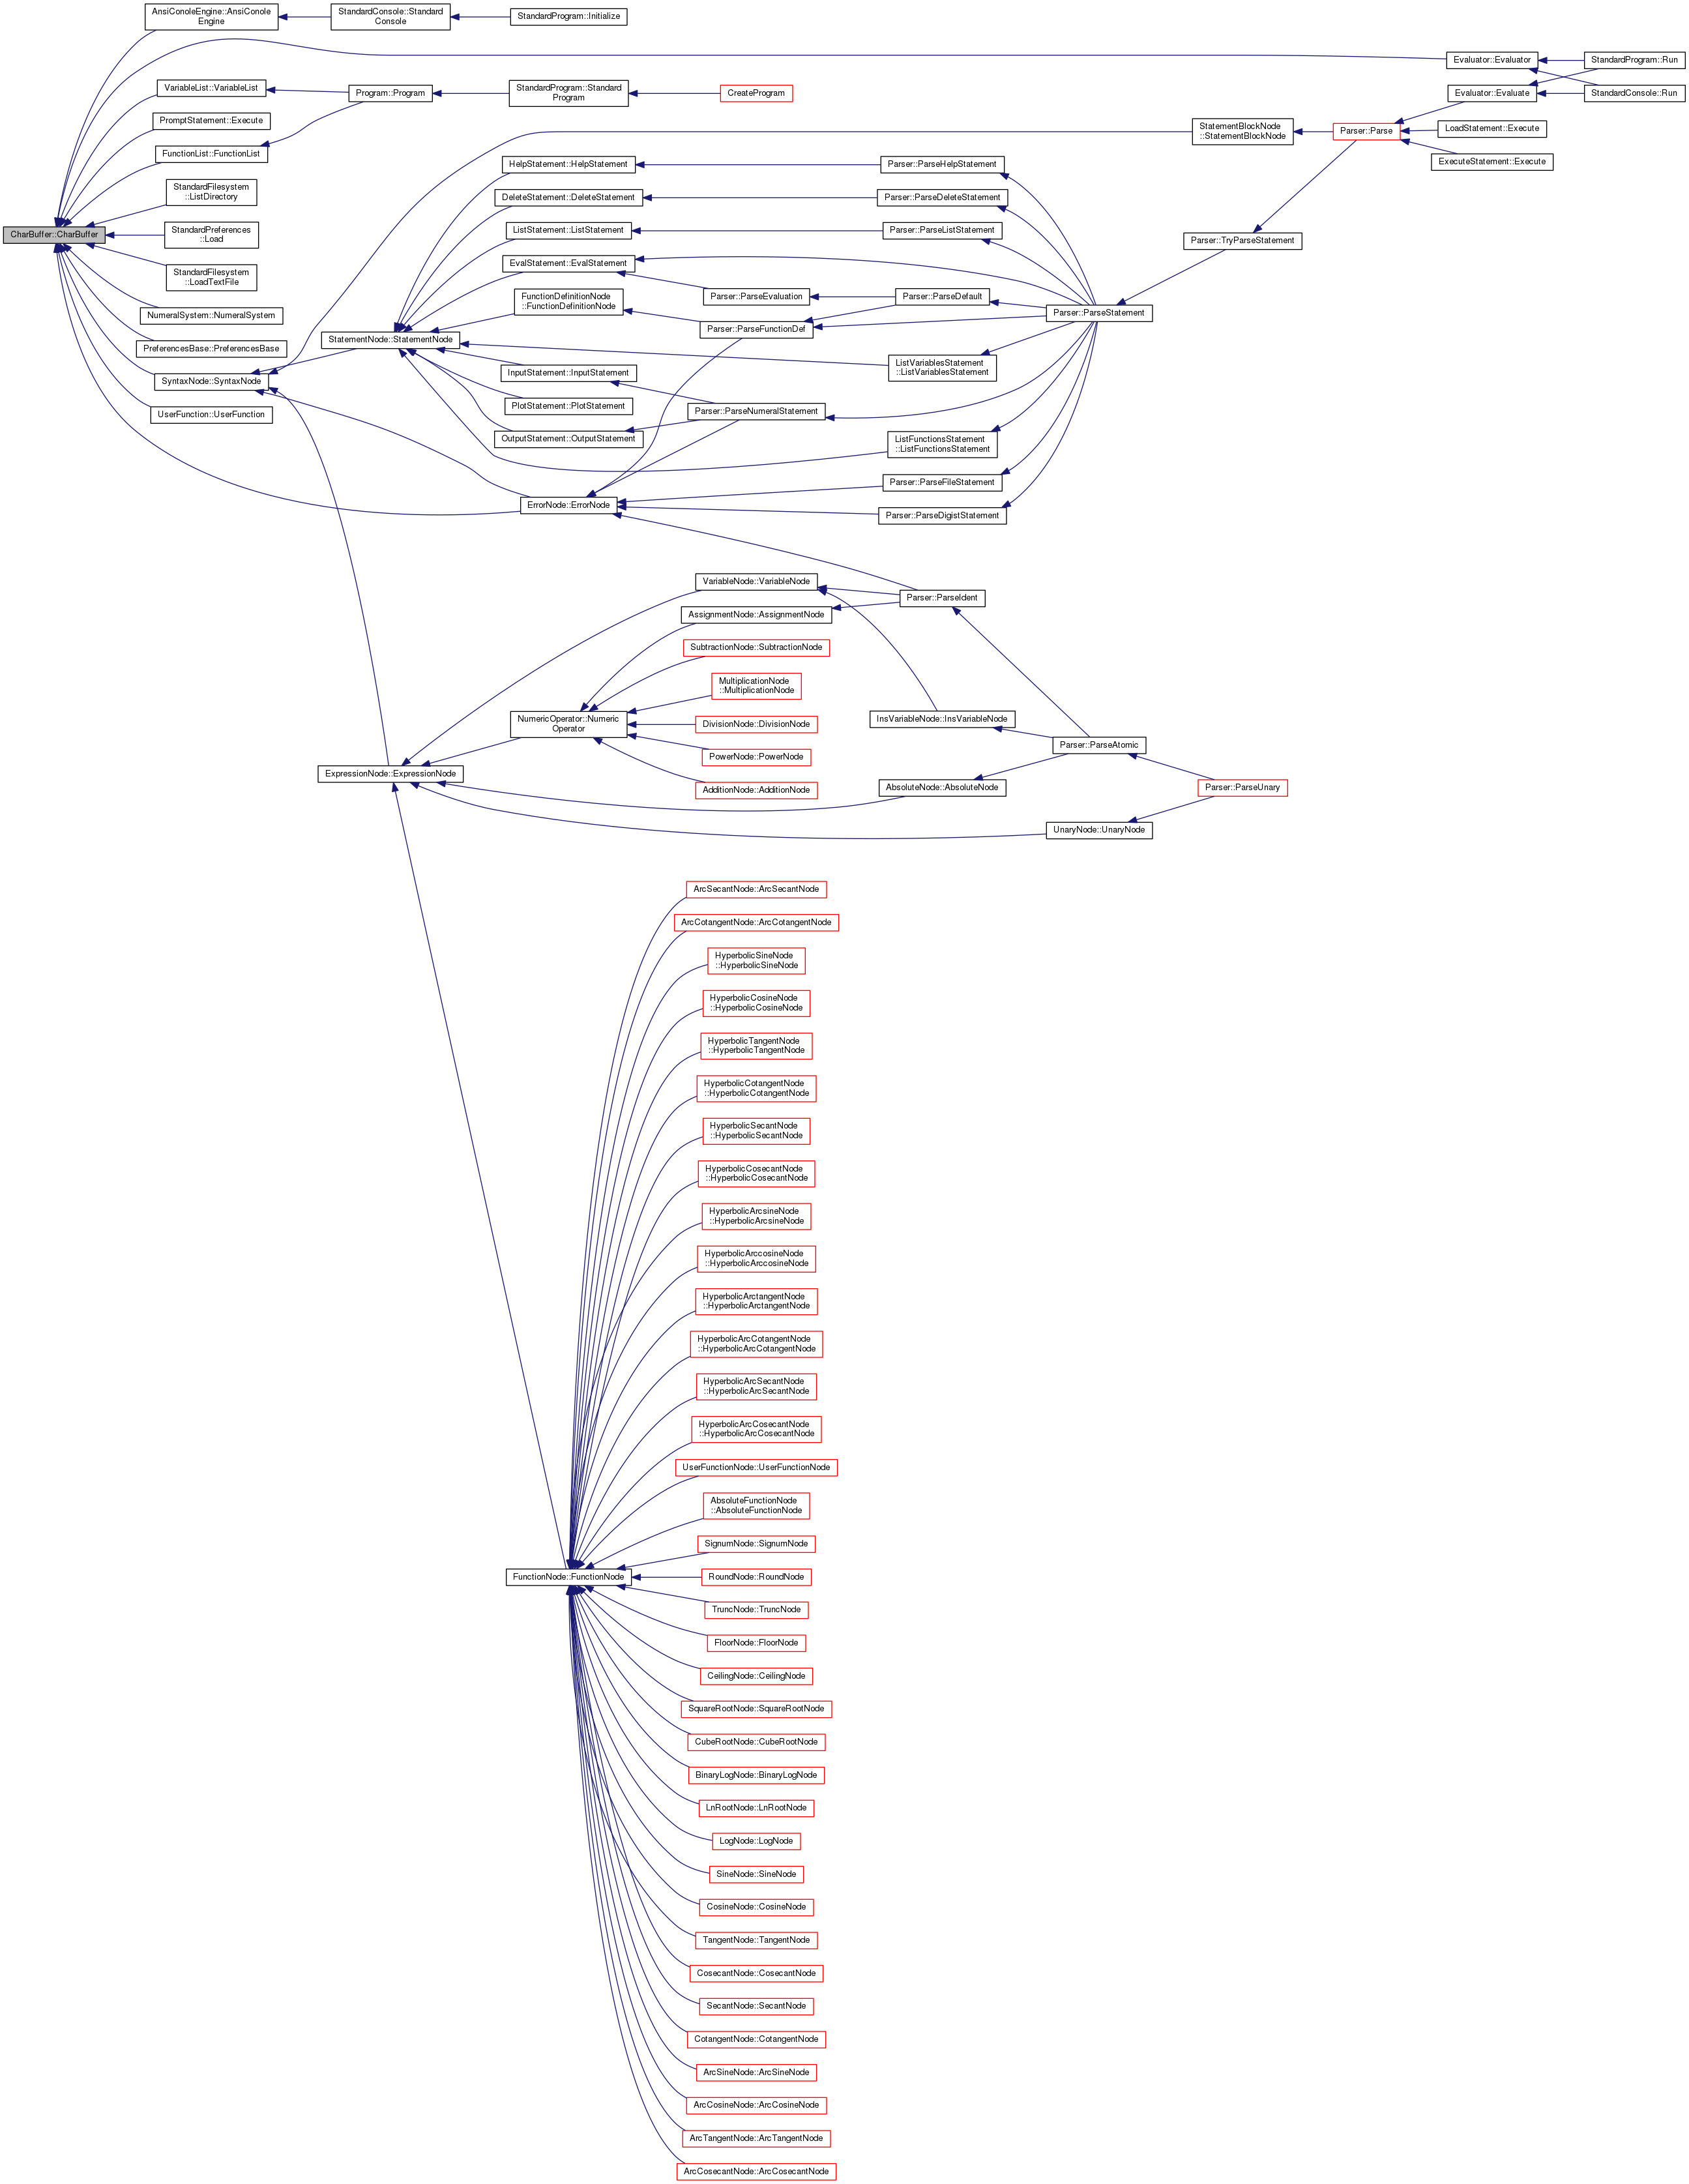 AnsiConoleEngine::AnsiConole
Engine
StandardConsole::Standard
Console
StandardProgram::Initialize
Evaluator::Evaluator
StandardProgram::Run
VariableList::VariableList
Program::Program
StandardProgram::Standard
Program
CreateProgram
Evaluator::Evaluate
StandardConsole::Run
PromptStatement::Execute
StatementBlockNode
::StatementBlockNode
Parser::Parse
LoadStatement::Execute
FunctionList::FunctionList
HelpStatement::HelpStatement
Parser::ParseHelpStatement
ExecuteStatement::Execute
StandardFilesystem
::ListDirectory
DeleteStatement::DeleteStatement
Parser::ParseDeleteStatement
CharBuffer::CharBuffer
StandardPreferences
::Load
ListStatement::ListStatement
Parser::ParseListStatement
Parser::TryParseStatement
StandardFilesystem
::LoadTextFile
EvalStatement::EvalStatement
FunctionDefinitionNode
::FunctionDefinitionNode
Parser::ParseEvaluation
Parser::ParseDefault
NumeralSystem::NumeralSystem
Parser::ParseStatement
Parser::ParseFunctionDef
StatementNode::StatementNode
PreferencesBase::PreferencesBase
ListVariablesStatement
::ListVariablesStatement
InputStatement::InputStatement
SyntaxNode::SyntaxNode
PlotStatement::PlotStatement
Parser::ParseNumeralStatement
UserFunction::UserFunction
OutputStatement::OutputStatement
ListFunctionsStatement
::ListFunctionsStatement
Parser::ParseFileStatement
ErrorNode::ErrorNode
Parser::ParseDigistStatement
VariableNode::VariableNode
Parser::ParseIdent
AssignmentNode::AssignmentNode
SubtractionNode::SubtractionNode
MultiplicationNode
::MultiplicationNode
NumericOperator::Numeric
Operator
DivisionNode::DivisionNode
InsVariableNode::InsVariableNode
PowerNode::PowerNode
Parser::ParseAtomic
ExpressionNode::ExpressionNode
AdditionNode::AdditionNode
AbsoluteNode::AbsoluteNode
Parser::ParseUnary
UnaryNode::UnaryNode
ArcSecantNode::ArcSecantNode
ArcCotangentNode::ArcCotangentNode
HyperbolicSineNode
::HyperbolicSineNode
HyperbolicCosineNode
::HyperbolicCosineNode
HyperbolicTangentNode
::HyperbolicTangentNode
HyperbolicCotangentNode
::HyperbolicCotangentNode
HyperbolicSecantNode
::HyperbolicSecantNode
HyperbolicCosecantNode
::HyperbolicCosecantNode
HyperbolicArcsineNode
::HyperbolicArcsineNode
HyperbolicArccosineNode
::HyperbolicArccosineNode
HyperbolicArctangentNode
::HyperbolicArctangentNode
HyperbolicArcCotangentNode
::HyperbolicArcCotangentNode
HyperbolicArcSecantNode
::HyperbolicArcSecantNode
HyperbolicArcCosecantNode
::HyperbolicArcCosecantNode
UserFunctionNode::UserFunctionNode
AbsoluteFunctionNode
::AbsoluteFunctionNode
SignumNode::SignumNode
FunctionNode::FunctionNode
RoundNode::RoundNode
TruncNode::TruncNode
FloorNode::FloorNode
CeilingNode::CeilingNode
SquareRootNode::SquareRootNode
CubeRootNode::CubeRootNode
BinaryLogNode::BinaryLogNode
LnRootNode::LnRootNode
LogNode::LogNode
SineNode::SineNode
CosineNode::CosineNode
TangentNode::TangentNode
CosecantNode::CosecantNode
SecantNode::SecantNode
CotangentNode::CotangentNode
ArcSineNode::ArcSineNode
ArcCosineNode::ArcCosineNode
ArcTangentNode::ArcTangentNode
ArcCosecantNode::ArcCosecantNode